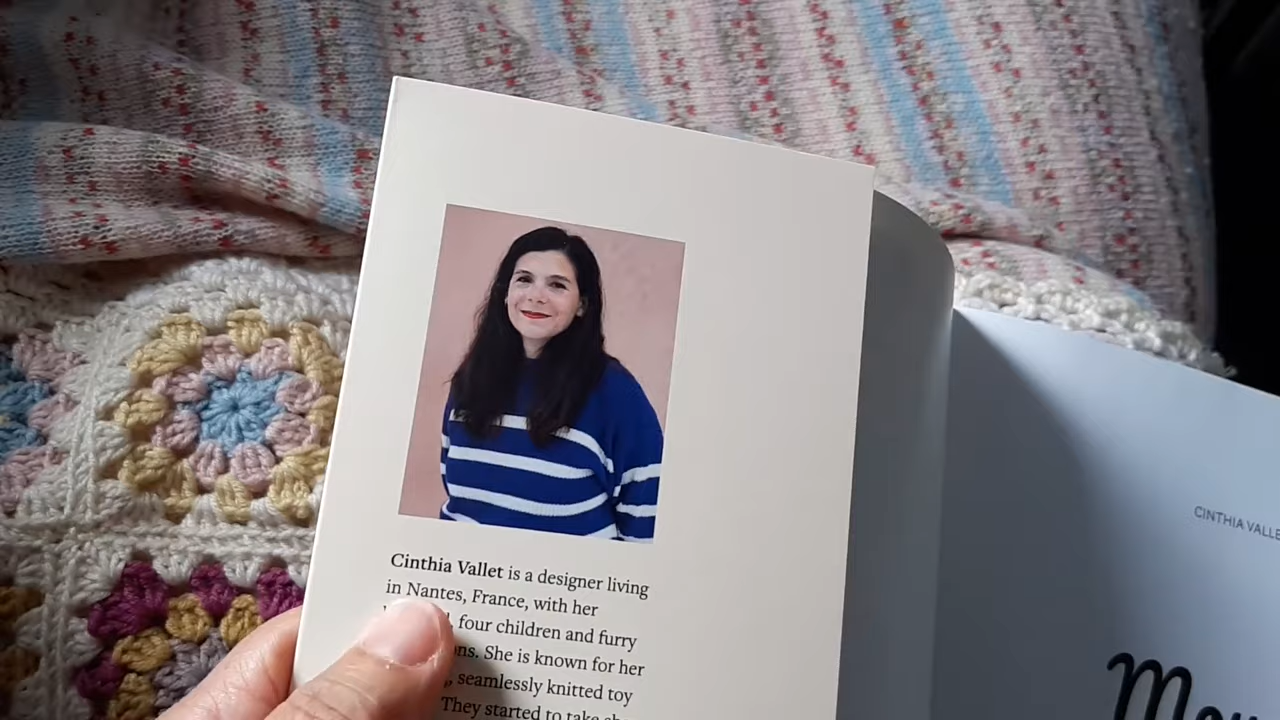 Cinthia Vallet is a designer living
in Nantes, France, with her
four children and furry
She is known for her
seamlessly knitted toy
They started to take
CINTHIA VALLE
Mou